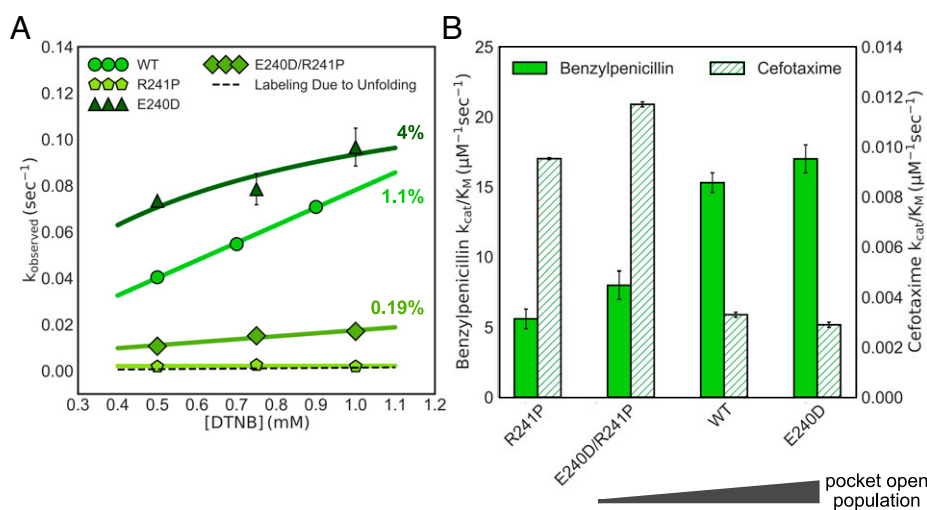 A
0.14
0.12
0.10
0.08
0.06
0.04
0.02
0.00
k_observed (sec⁻¹)
WT
R241P
E240D
E240D/R241P
Labeling Due to Unfolding
4%
1.1%
0.19%
0.3 0.4 0.5 0.6 0.7 0.8 0.9 1.0 1.1 1.2
[DTNB] (mM)
B
25
20
15
10
5
0
Benzylpenicillin k_cat/K_M (μM⁻¹sec⁻¹)
Benzylpenicillin
Cefotaxime
0.014
0.012
0.010
0.008
0.006
0.004
0.002
0.000
Cefotaxime k_cat/K_M (μM⁻¹sec⁻¹)
R241P
E240D/R241P
WT
E240D
pocket open
population